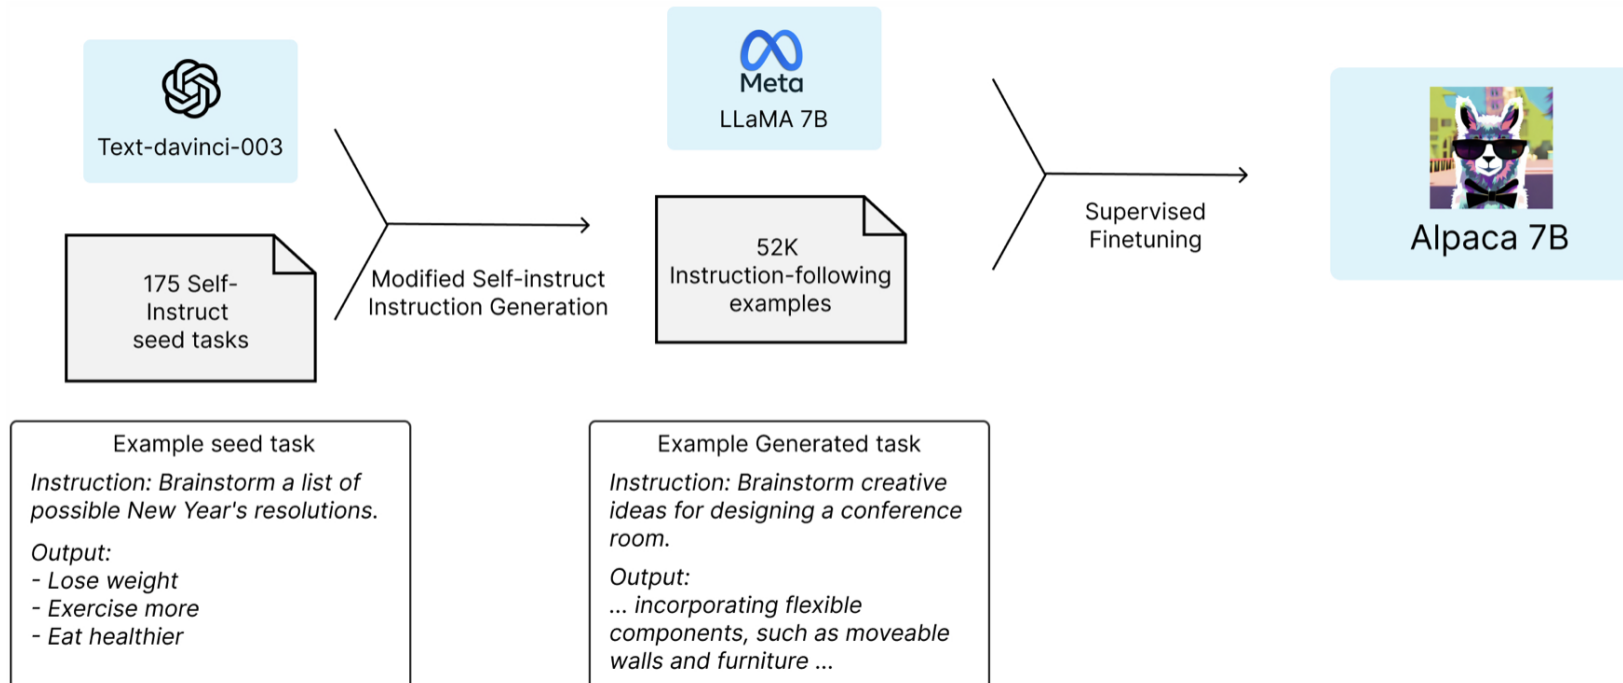 Text-davinci-003
175 Self-
Instruct
seed tasks
Modified Self-instruct
Instruction Generation
Meta
LLaMA 7B
52K
Instruction-following
examples
Supervised
Finetuning
Alpaca 7B
Example seed task
Instruction: Brainstorm a list of
possible New Year's resolutions.
Output:
- Lose weight
- Exercise more
- Eat healthier
Example Generated task
Instruction: Brainstorm creative
ideas for designing a conference
room.
Output:
... incorporating flexible
components, such as moveable
walls and furniture ...